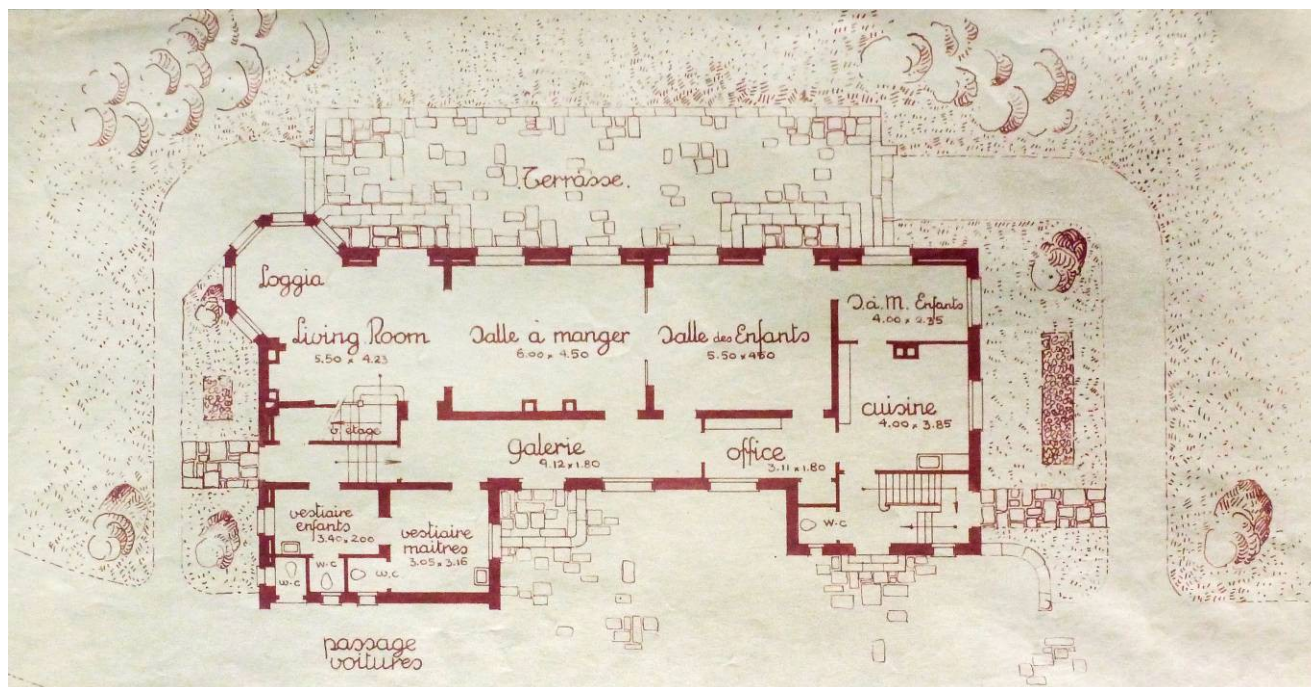 Terrasse.
Loggia
Living Room
5.50 x 4.23
Salle à manger
6.00 x 4.50
Salle des Enfants
5.50 x 4.50
S.à.M. Enfants
4.00 x 2.35
cuisine
4.00 x 3.85
étage
galerie
9.12 x 1.80
office
3.11 x 1.80
vestiaire
enfants
3.40 x 2.00
vestiaire
maitres
3.05 x 3.16
w.c
w.c
w.c
w.c
passage
voitures